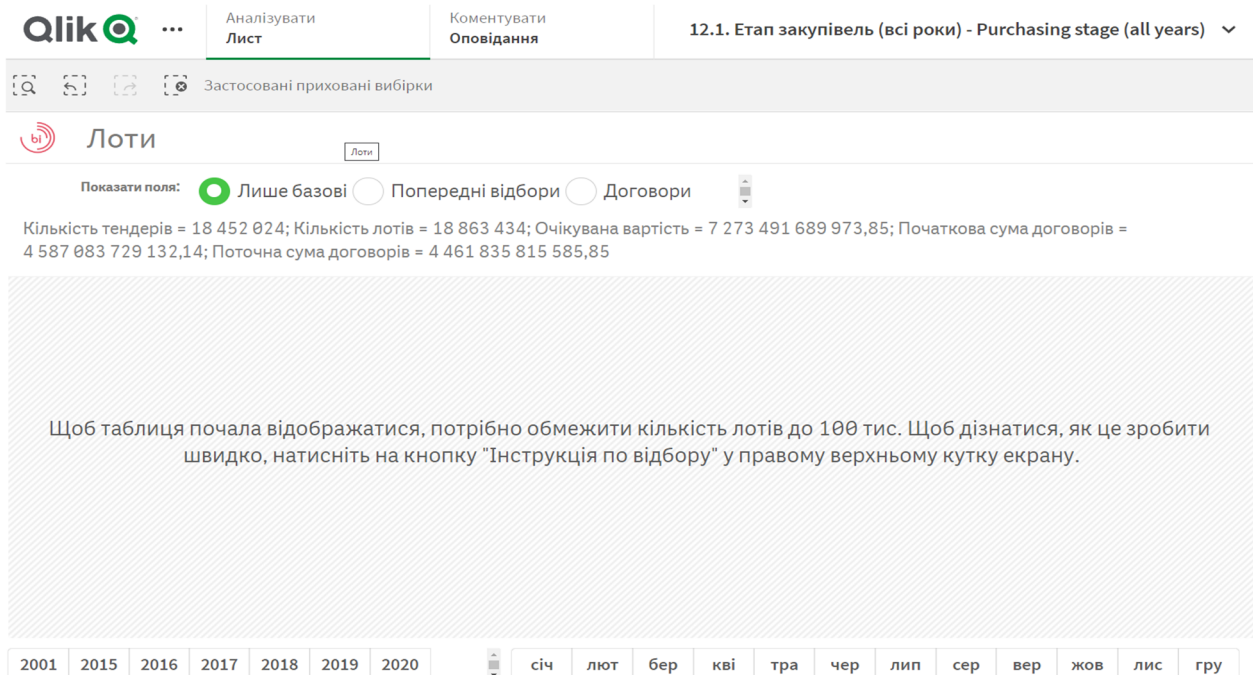 Qlik
Аналізувати
Лист
Коментувати
Оповідання
12.1. Етап закупівель (всі роки) - Purchasing stage (all years)
Застосовані приховані вибірки
bi
Лоти
Лоти
Показати поля:
Лише базові
Попередні відбори
Договори
Кількість тендерів = 18 452 024; Кількість лотів = 18 863 434; Очікувана вартість = 7 273 491 689 973,85; Початкова сума договорів =
4 587 083 729 132,14; Поточна сума договорів = 4 461 835 815 585,85
Щоб таблиця почала відображатися, потрібно обмежити кількість лотів до 100 тис. Щоб дізнатися, як це зробити
швидко, натисніть на кнопку "Інструкція по відбору" у правому верхньому кутку екрану.
2001 2015 2016 2017 2018 2019 2020 січ лют бер кві тра чер лип сер вер жов лис гру